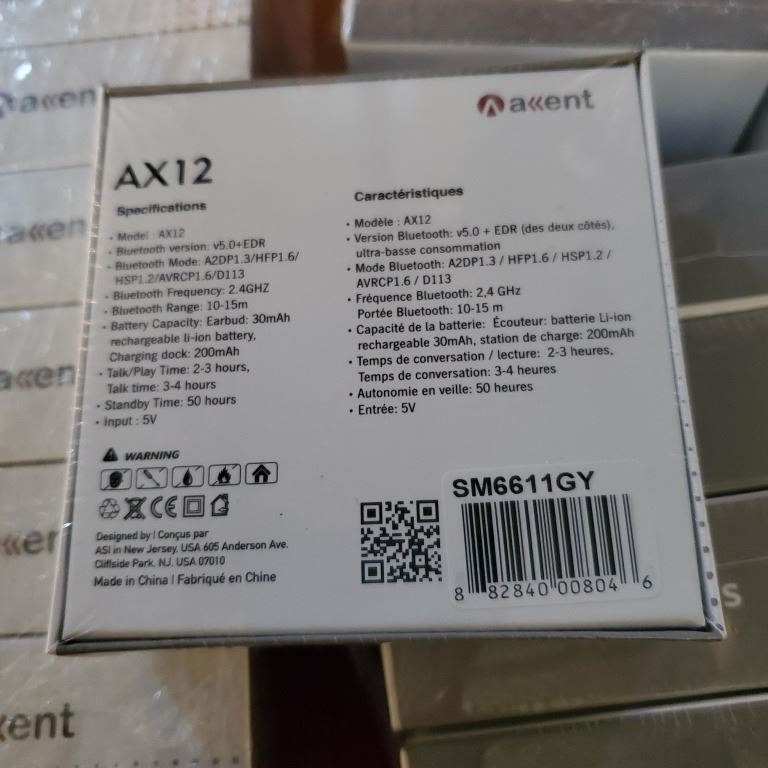 a««ent
AX12
Specifications
• Model : AX12
• Bluetooth version: v5.0+EDR
• Bluetooth Mode: A2DP1.3/HFP1.6/
HSP1.2/AVRCP1.6/D113
• Bluetooth Frequency: 2.4GHZ
• Bluetooth Range: 10-15m
• Battery Capacity: Earbud: 30mAh
rechargeable li-ion battery,
Charging dock: 200mAh
• Talk/Play Time: 2-3 hours,
Talk time: 3-4 hours
• Standby Time: 50 hours
• Input : 5V
Caractéristiques
• Modèle : AX12
• Version Bluetooth: v5.0 + EDR (des deux côtés),
ultra-basse consommation
• Mode Bluetooth: A2DP1.3 / HFP1.6 / HSP1.2 /
AVRCP1.6 / D113
• Fréquence Bluetooth: 2,4 GHz
Portée Bluetooth: 10-15 m
• Capacité de la batterie: Écouteur: batterie Li-ion
rechargeable 30mAh, station de charge: 200mAh
• Temps de conversation / lecture: 2-3 heures,
Temps de conversation: 3-4 heures
• Autonomie en veille: 50 heures
• Entrée: 5V
WARNING
CE
Designed by | Conçus par
ASI in New Jersey. USA 605 Anderson Ave.
Cliffside Park. NJ. USA 07010
Made in China | Fabriqué en Chine
SM6611GY
8 82840 00804 6
a««en
a««en
a««en
««er
«ent
s